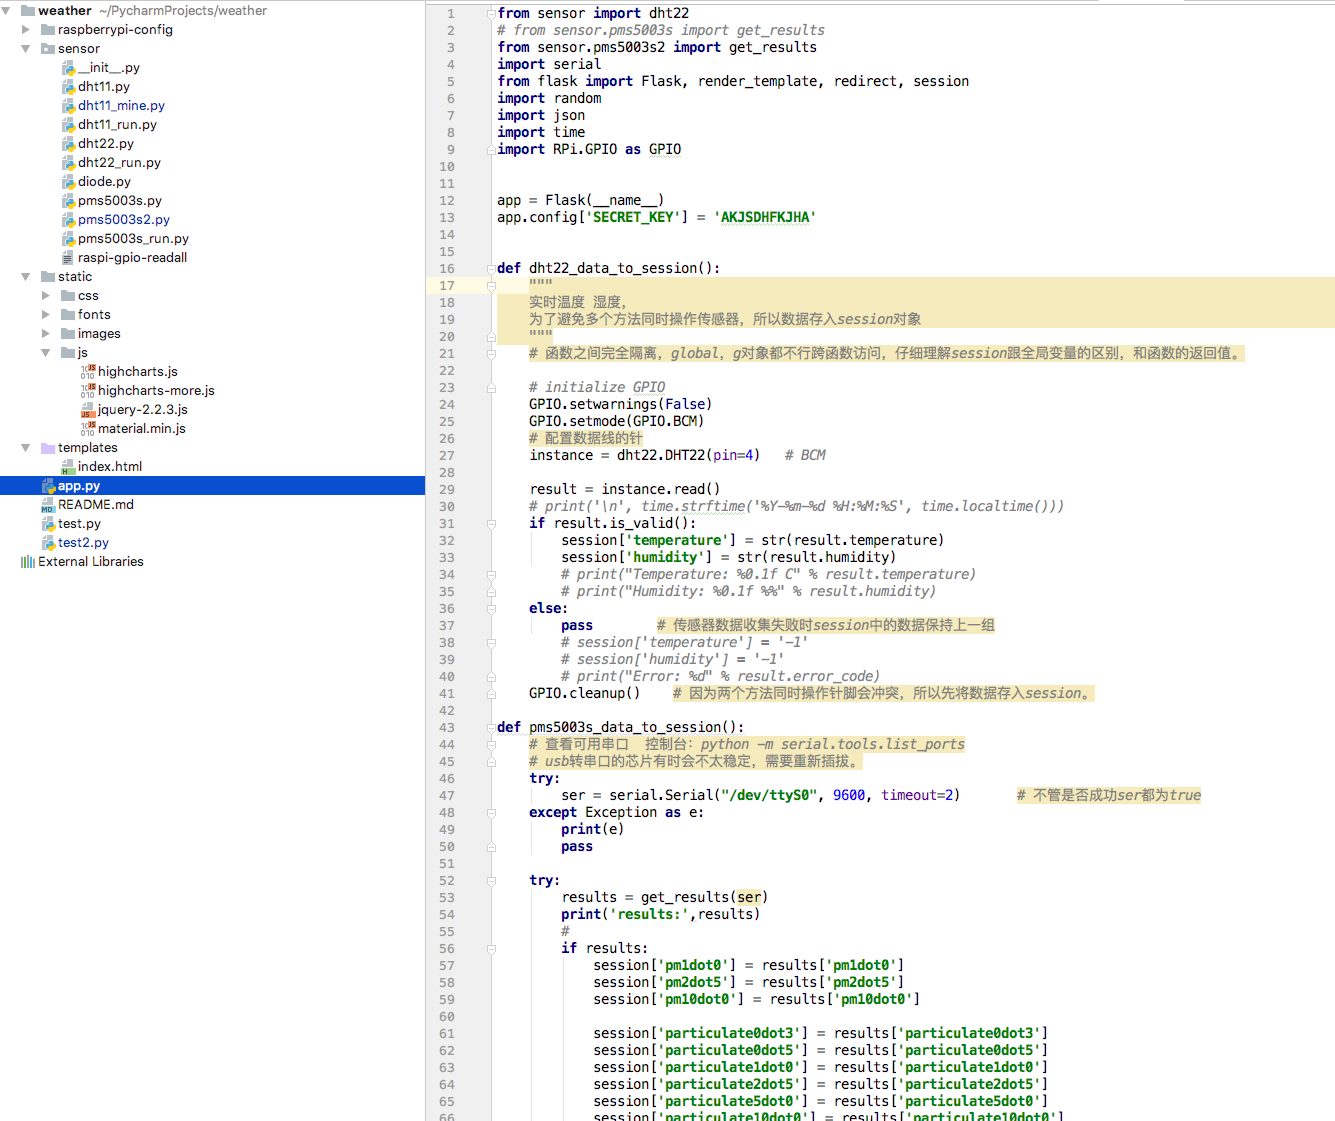 weather ~/PycharmProjects/weather
raspberrypi-config
sensor
__init__.py
dht11.py
dht11_mine.py
dht11_run.py
dht22.py
dht22_run.py
diode.py
pms5003s.py
pms5003s2.py
pms5003s_run.py
raspi-gpio-readall
static
css
fonts
images
js
highcharts.js
highcharts-more.js
jquery-2.2.3.js
material.min.js
templates
index.html
app.py
README.md
test.py
test2.py
External Libraries
1 from sensor import dht22
2 # from sensor.pms5003s import get_results
3 from sensor.pms5003s2 import get_results
4 import serial
5 from flask import Flask, render_template, redirect, session
6 import random
7 import json
8 import time
9 import RPi.GPIO as GPIO
10
11
12 app = Flask(__name__)
13 app.config['SECRET_KEY'] = 'AKJSDHFKJHA'
14
15
16 def dht22_data_to_session():
17 """
18 实时温度 湿度，
19 为了避免多个方法同时操作传感器，所以数据存入session对象
20 """
21 # 函数之间完全隔离，global，g对象都不行跨函数访问，仔细理解session跟全局变量的区别，和函数的返回值。
22
23 # initialize GPIO
24 GPIO.setwarnings(False)
25 GPIO.setmode(GPIO.BCM)
26 # 配置数据线的针
27 instance = dht22.DHT22(pin=4) # BCM
28
29 result = instance.read()
30 # print('\n', time.strftime('%Y-%m-%d %H:%M:%S', time.localtime()))
31 if result.is_valid():
32 session['temperature'] = str(result.temperature)
33 session['humidity'] = str(result.humidity)
34 # print("Temperature: %0.1f C" % result.temperature)
35 # print("Humidity: %0.1f %%" % result.humidity)
36 else:
37 pass # 传感器数据收集失败时session中的数据保持上一组
38 # session['temperature'] = '-1'
39 # session['humidity'] = '-1'
40 # print("Error: %d" % result.error_code)
41 GPIO.cleanup() # 因为两个方法同时操作针脚会冲突，所以先将数据存入session。
42
43 def pms5003s_data_to_session():
44 # 查看可用串口 控制台：python -m serial.tools.list_ports
45 # usb转串口的芯片有时会不太稳定，需要重新插拔。
46 try:
47 ser = serial.Serial("/dev/ttyS0", 9600, timeout=2) # 不管是否成功ser都为true
48 except Exception as e:
49 print(e)
50 pass
51
52 try:
53 results = get_results(ser)
54 print('results:',results)
55 #
56 if results:
57 session['pm1dot0'] = results['pm1dot0']
58 session['pm2dot5'] = results['pm2dot5']
59 session['pm10dot0'] = results['pm10dot0']
60
61 session['particulate0dot3'] = results['particulate0dot3']
62 session['particulate0dot5'] = results['particulate0dot5']
63 session['particulate1dot0'] = results['particulate1dot0']
64 session['particulate2dot5'] = results['particulate2dot5']
65 session['particulate5dot0'] = results['particulate5dot0']
66 session['particulate10dot0'] = results['particulate10dot0']